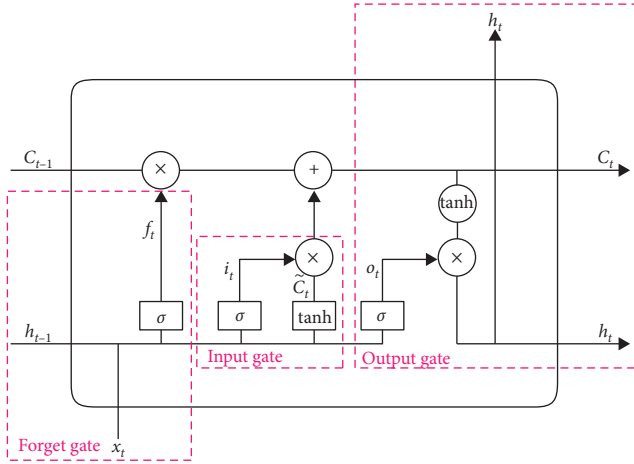 h_t
C_{t–1}
×
+
C_t
tanh
f_t
i_t
×
o_t
×
C̃_t
σ
σ
tanh
σ
h_{t–1}
h_t
Input gate
Output gate
Forget gate
x_t